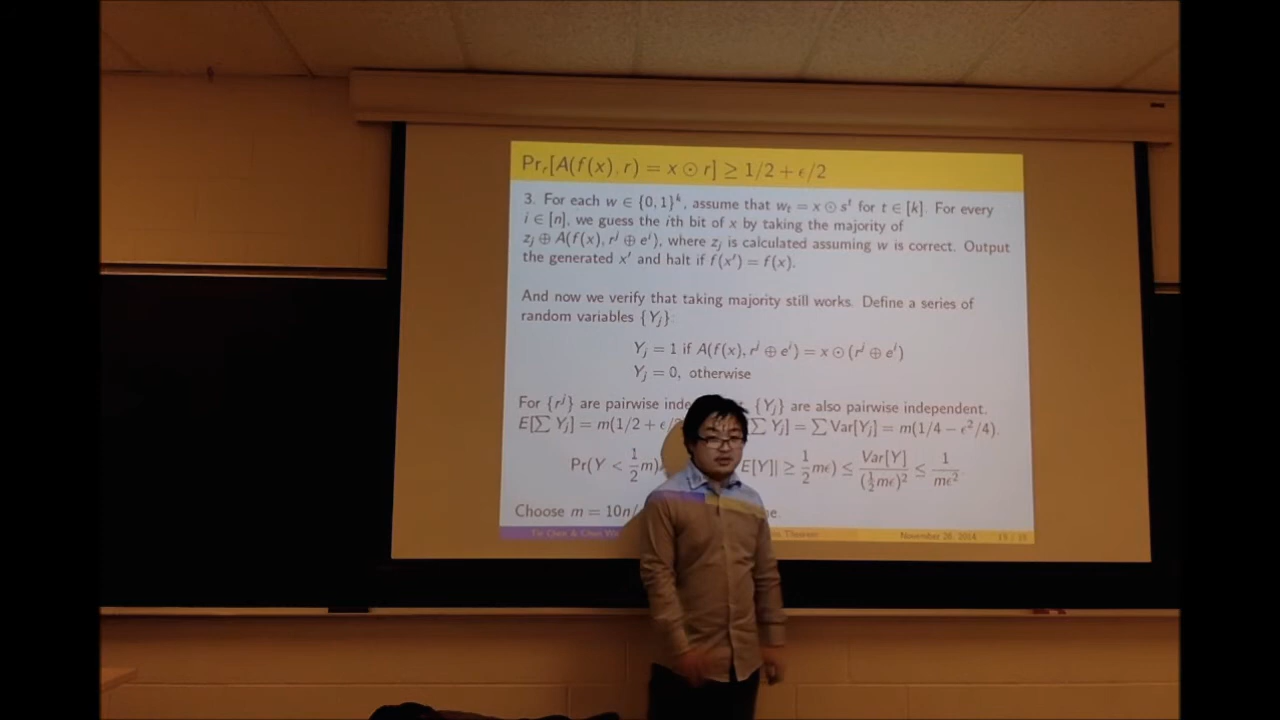 Pr_r[A(f(x), r) = x ⊙ r] ≥ 1/2 + ϵ/2
3. For each w ∈ {0, 1}^k, assume that w_t = x ⊙ s^t for t ∈ [k]. For every
i ∈ [n], we guess the ith bit of x by taking the majority of
z_j ⊕ A(f(x), r^j ⊕ e^i), where z_j is calculated assuming w is correct. Output
the generated x′ and halt if f(x′) = f(x).
And now we verify that taking majority still works. Define a series of
random variables {Y_j}:
Y_j = 1 if A(f(x), r^j ⊕ e^i) = x ⊙ (r^j ⊕ e^i)
Y_j = 0, otherwise
For {r^j} are pairwise {Y_j} are also pairwise independent.
E[∑ Y_j] = m(1/2 + ϵ/ [∑ Y_j] = ∑ Var[Y_j] = m(1/4 − ϵ²/4).
Pr(Y < 1/2 m) E[Y]| ≥ 1/2 mϵ) ≤ Var[Y]/(1/2 mϵ)² ≤ 1/mϵ²
Choose m = 10n/
Theorem November 26, 2014